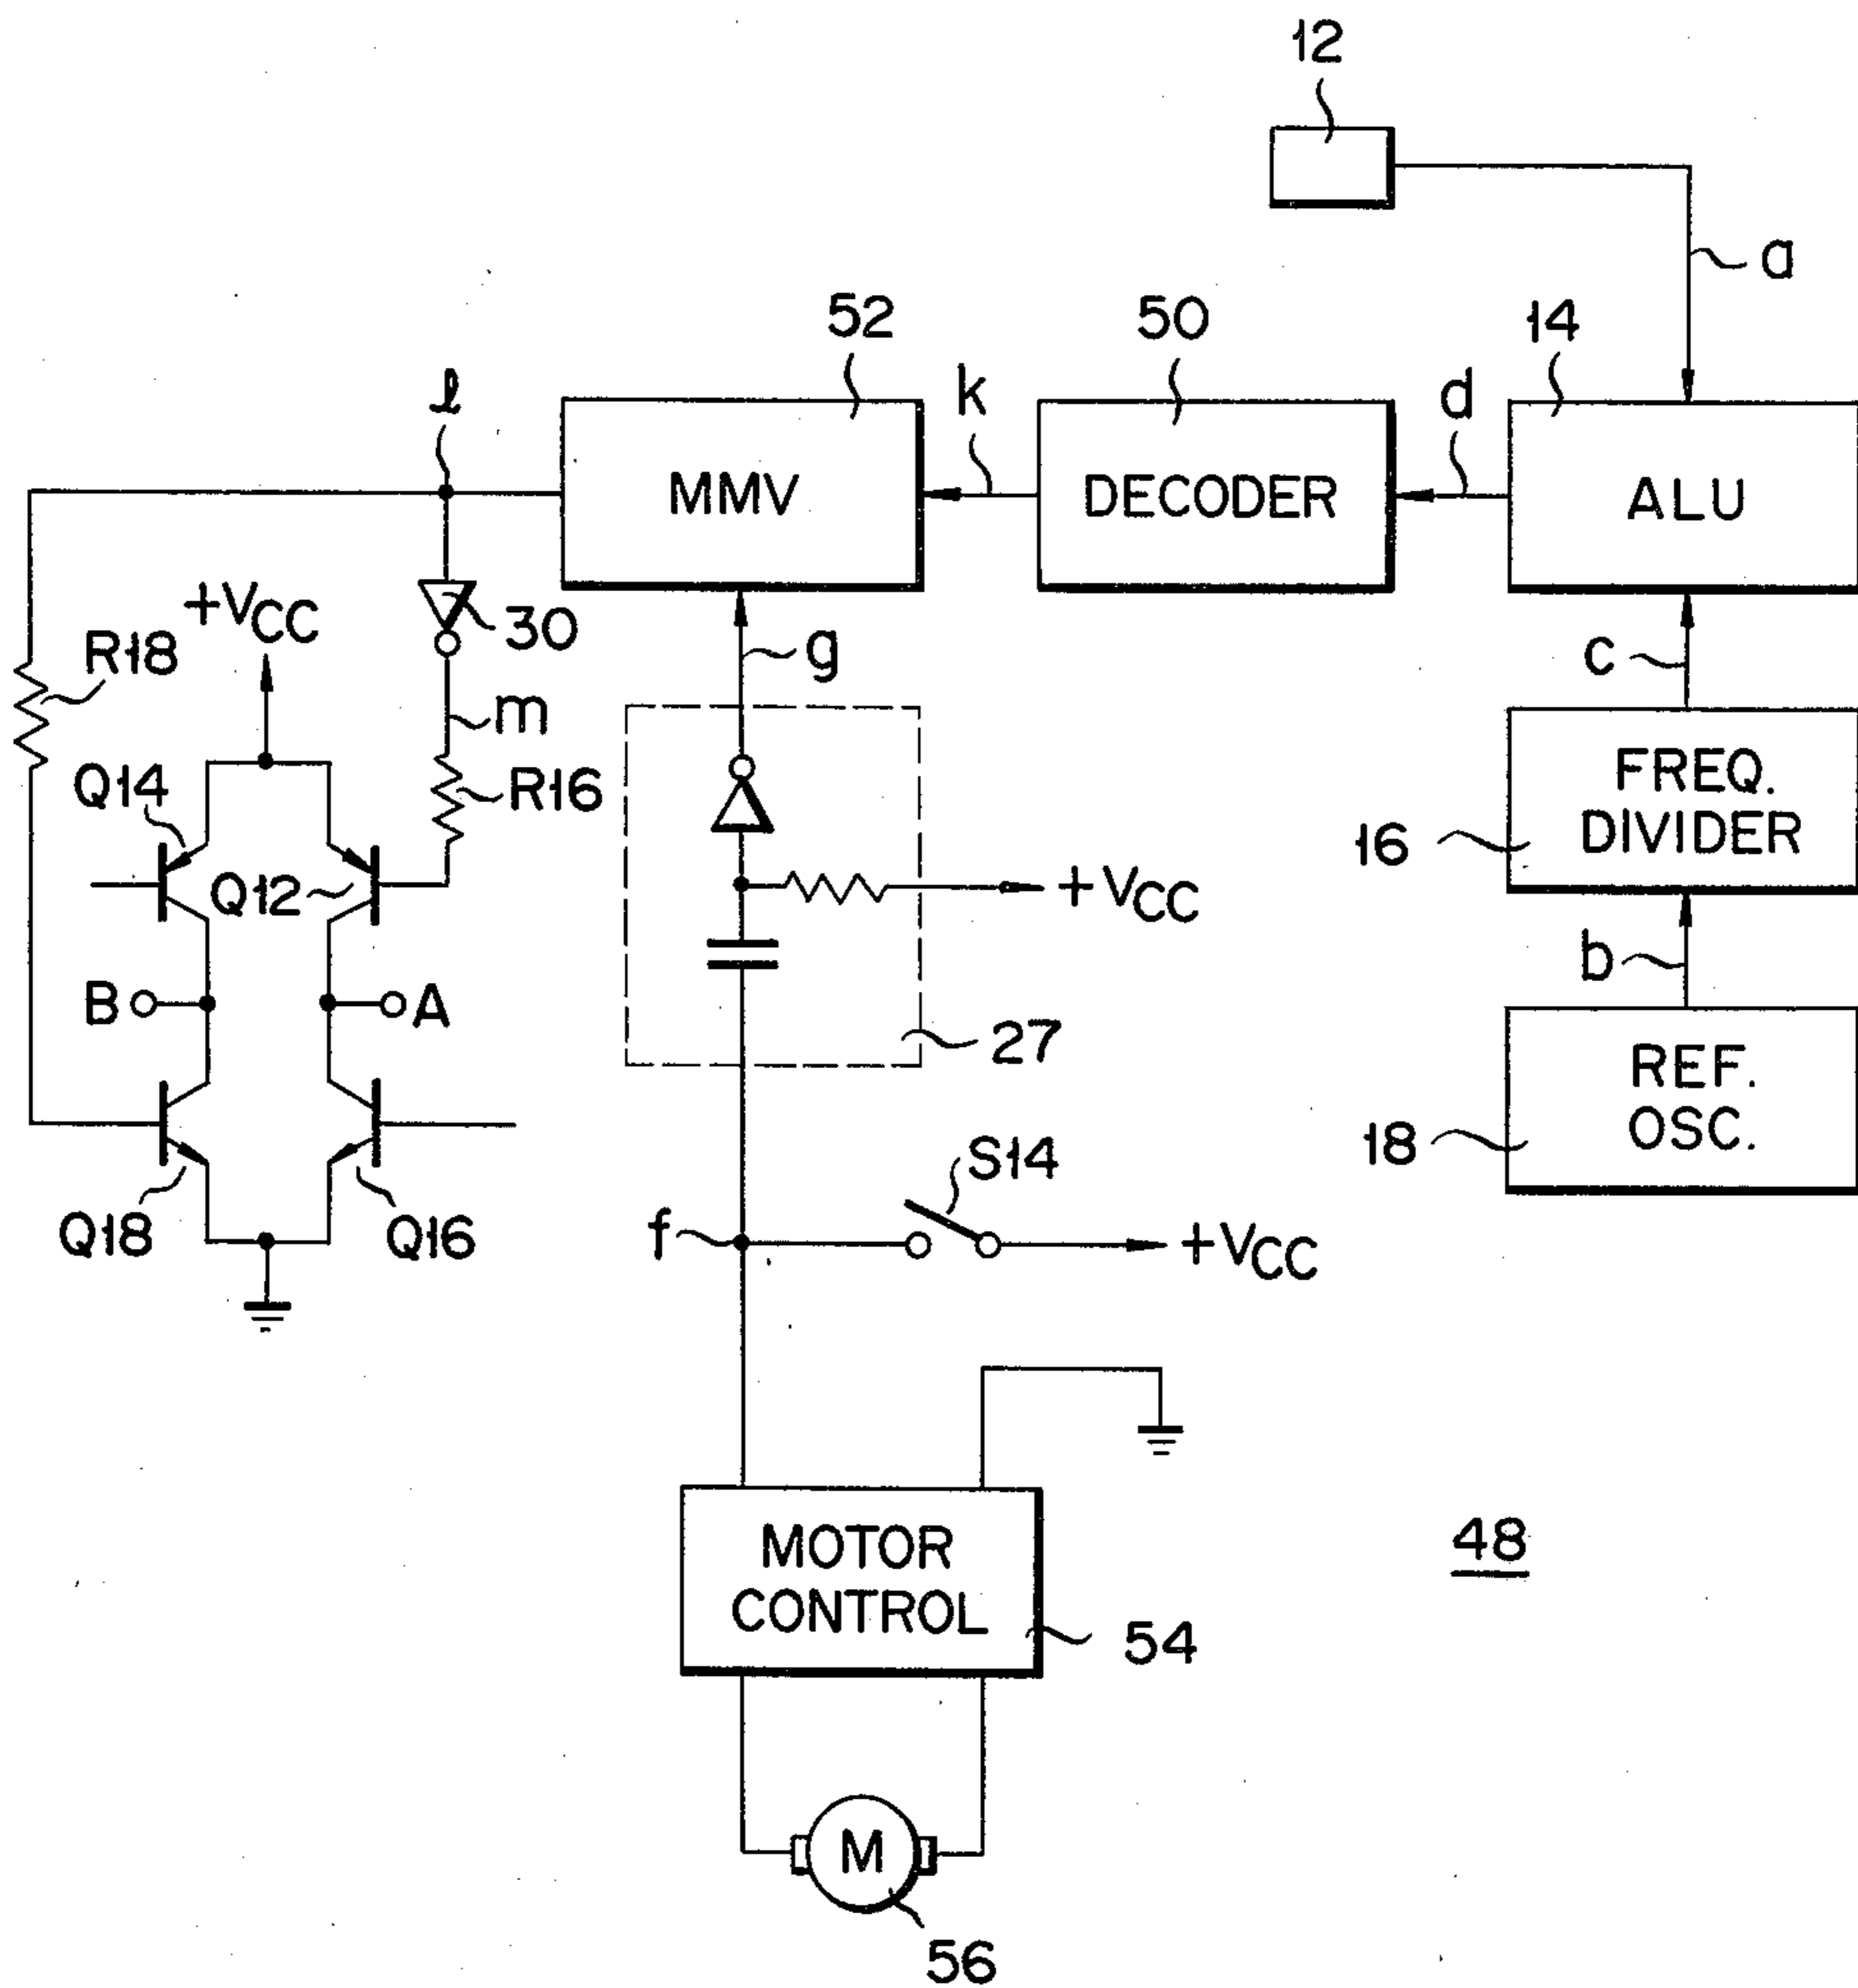 12
a
52
50
14
l
k
d
MMV
DECODER
ALU
+VCC
30
R18
g
c
m
Q14
R16
FREQ.
DIVIDER
16
Q12
+VCC
b
B
A
27
REF.
OSC.
18
S14
Q18
Q16
f
+VCC
MOTOR
CONTROL
48
54
M
56